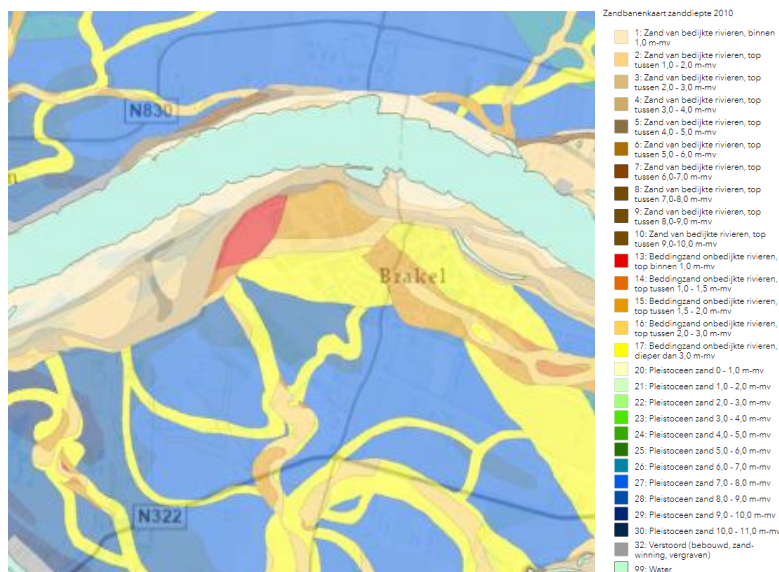 Zandbanenkaart zanddiepte 2010
1: Zand van bedijkte rivieren, binnen
1,0 m-mv
2: Zand van bedijkte rivieren, top
tussen 1,0 - 2,0 m-mv
3: Zand van bedijkte rivieren, top
tussen 2,0 - 3,0 m-mv
4: Zand van bedijkte rivieren, top
tussen 3,0 - 4,0 m-mv
5: Zand van bedijkte rivieren, top
tussen 4,0 - 5,0 m-mv
6: Zand van bedijkte rivieren, top
tussen 5,0 - 6,0 m-mv
7: Zand van bedijkte rivieren, top
tussen 6,0-7,0 m-mv
8: Zand van bedijkte rivieren, top
tussen 7,0-8,0 m-mv
9: Zand van bedijkte rivieren, top
tussen 8,0-9,0 m-mv
10: Zand van bedijkte rivieren, top
tussen 9,0-10,0 m-mv
13: Beddingzand onbedijkte rivieren,
top binnen 1,0 m-mv
14: Beddingzand onbedijkte rivieren,
top tussen 1,0 - 1,5 m-mv
15: Beddingzand onbedijkte rivieren,
top tussen 1,5 - 2,0 m-mv
16: Beddingzand onbedijkte rivieren,
top tussen 2,0 - 3,0 m-mv
17: Beddingzand onbedijkte rivieren,
dieper dan 3,0 m-mv
20: Pleistoceen zand 0 - 1,0 m-mv
21: Pleistoceen zand 1,0 - 2,0 m-mv
22: Pleistoceen zand 2,0 - 3,0 m-mv
23: Pleistoceen zand 3,0 - 4,0 m-mv
24: Pleistoceen zand 4,0 - 5,0 m-mv
25: Pleistoceen zand 5,0 - 6,0 m-mv
26: Pleistoceen zand 6,0 - 7,0 m-mv
27: Pleistoceen zand 7,0 - 8,0 m-mv
28: Pleistoceen zand 8,0 - 9,0 m-mv
29: Pleistoceen zand 9,0 - 10,0 m-mv
30: Pleistoceen zand 10,0 - 11,0 m-mv
32: Verstoord (bebouwd, zand-
winning, vergraven)
99: Water
N830
Brakel
N322